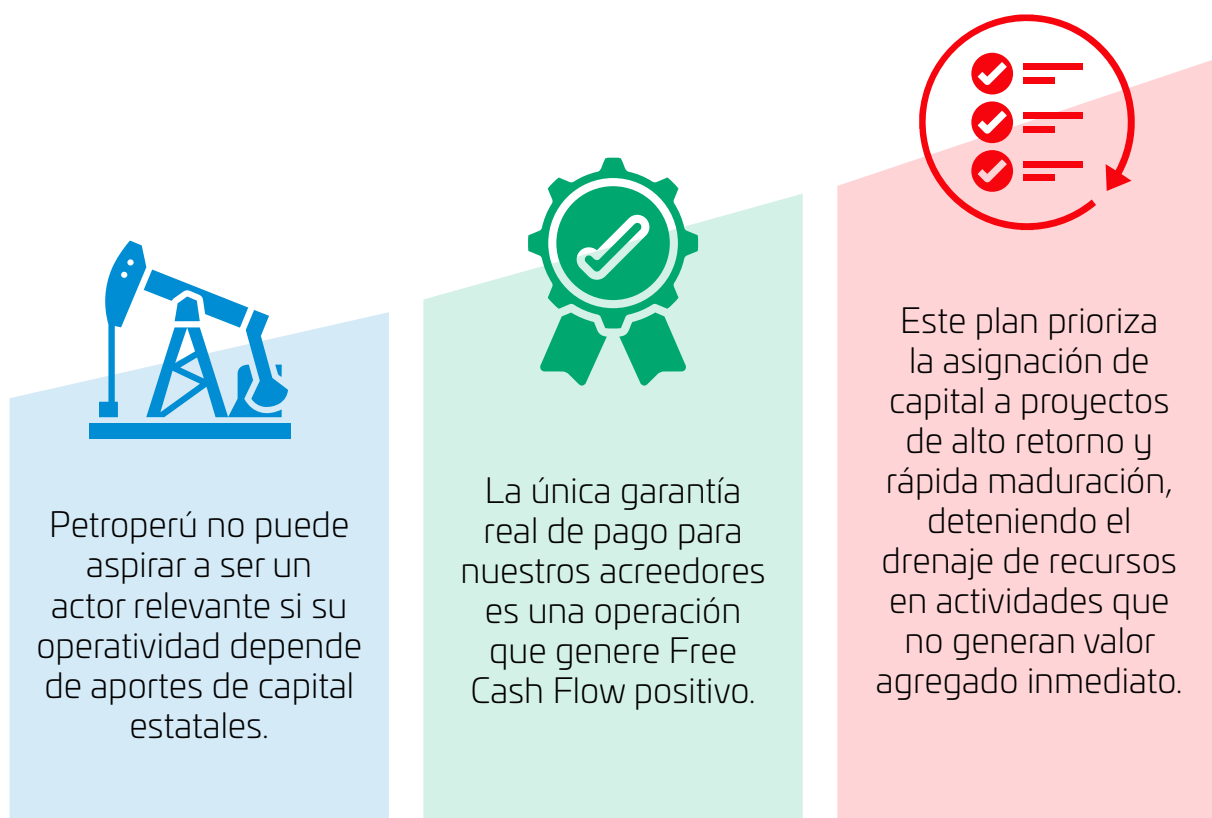 Petroperú no puede
aspirar a ser un
actor relevante si su
operatividad depende
de aportes de capital
estatales.
La única garantía
real de pago para
nuestros acreedores
es una operación
que genere Free
Cash Flow positivo.
Este plan prioriza
la asignación de
capital a proyectos
de alto retorno y
rápida maduración,
deteniendo el
drenaje de recursos
en actividades que
no generan valor
agregado inmediato.